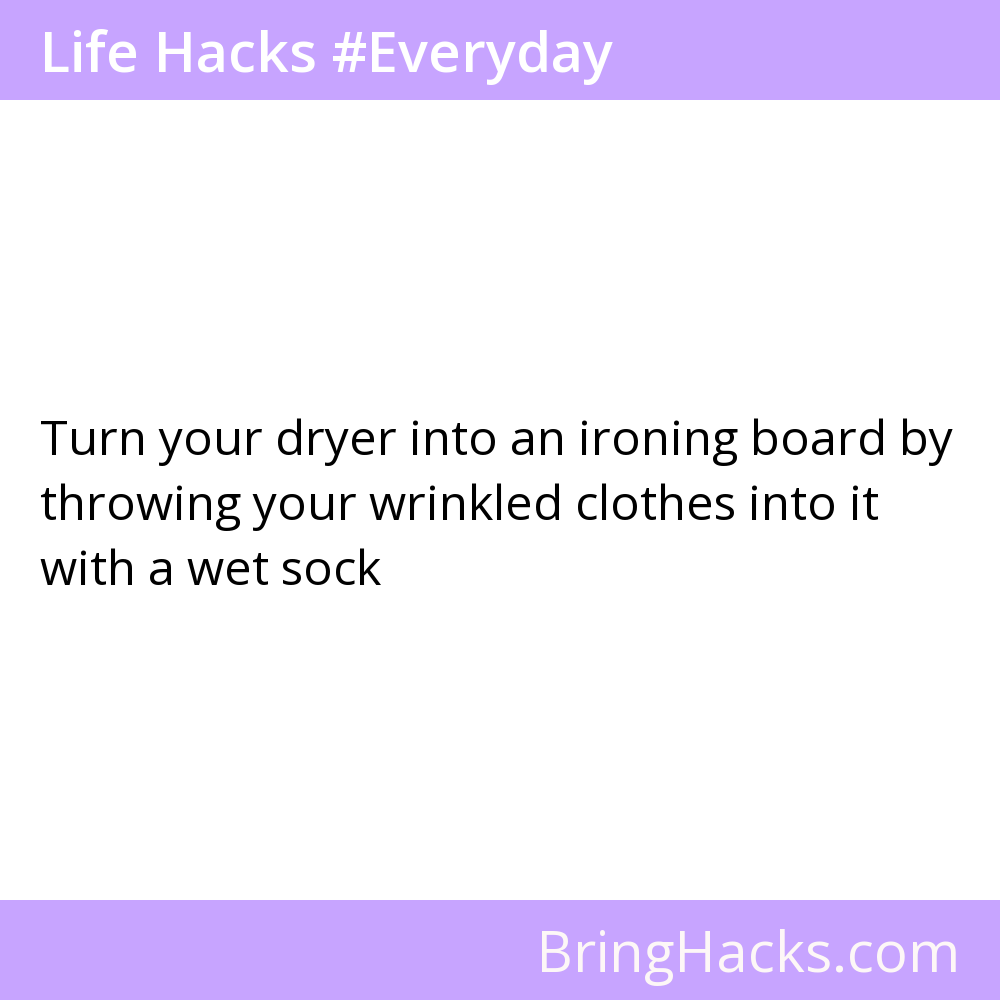 Life Hacks #Everyday
Turn your dryer into an ironing board by
throwing your wrinkled clothes into it
with a wet sock
BringHacks.com